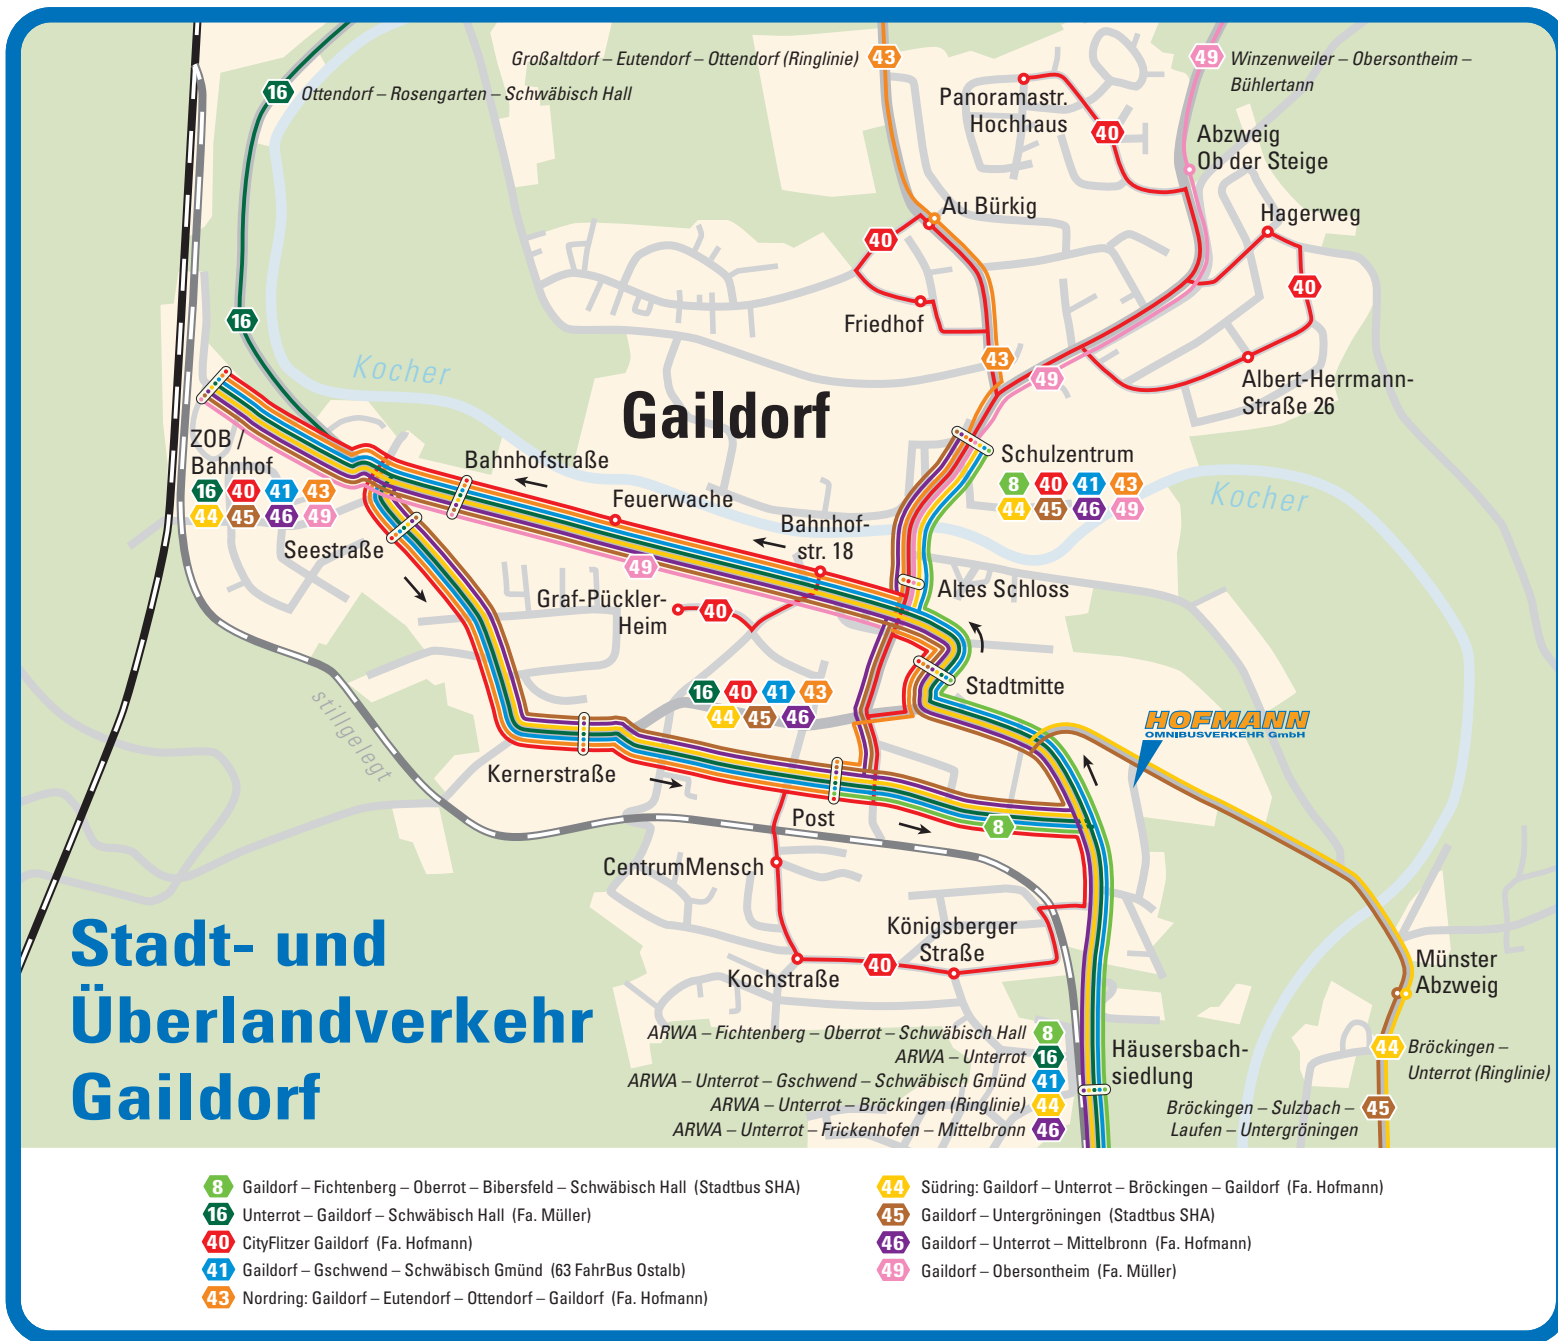 Großaltdorf – Eutendorf – Ottendorf (Ringlinie) 43
49 Winzenweiler – Obersontheim –
Bühlertann
16 Ottendorf – Rosengarten – Schwäbisch Hall
Panoramastr.
Hochhaus
40
Abzweig
Ob der Steige
Au Bürkig
Hagerweg
40
40
16
Friedhof
43
49
Kocher
Albert-Herrmann-
Straße 26
Gaildorf
ZOB /
Bahnhof
16 40 41 43
44 45 46 49
Bahnhofstraße
Feuerwache
Bahnhof-
str. 18
Schulzentrum
8 40 41 43
44 45 46 49
Kocher
Seestraße
49
Graf-Pückler-
Heim
40
Altes Schloss
Stadtmitte
16 40 41 43
44 45 46
stillgelegt
HOFMANN
OMNIBUSVERKEHR GmbH
Kernerstraße
Post
8
CentrumMensch
Königsberger
Straße
Kochstraße
40
Münster
Abzweig
Stadt- und
Überlandverkehr
Gaildorf
ARWA – Fichtenberg – Oberrot – Schwäbisch Hall 8
ARWA – Unterrot 16
ARWA – Unterrot – Gschwend – Schwäbisch Gmünd 41
ARWA – Unterrot – Bröckingen (Ringlinie) 44
ARWA – Unterrot – Frickenhofen – Mittelbronn 46
Häusersbach-
siedlung
44 Bröckingen –
Unterrot (Ringlinie)
Bröckingen – Sulzbach – 45
Laufen – Untergröningen
8 Gaildorf – Fichtenberg – Oberrot – Bibersfeld – Schwäbisch Hall (Stadtbus SHA)
16 Unterrot – Gaildorf – Schwäbisch Hall (Fa. Müller)
40 CityFlitzer Gaildorf (Fa. Hofmann)
41 Gaildorf – Gschwend – Schwäbisch Gmünd (63 FahrBus Ostalb)
43 Nordring: Gaildorf – Eutendorf – Ottendorf – Gaildorf (Fa. Hofmann)
44 Südring: Gaildorf – Unterrot – Bröckingen – Gaildorf (Fa. Hofmann)
45 Gaildorf – Untergröningen (Stadtbus SHA)
46 Gaildorf – Unterrot – Mittelbronn (Fa. Hofmann)
49 Gaildorf – Obersontheim (Fa. Müller)